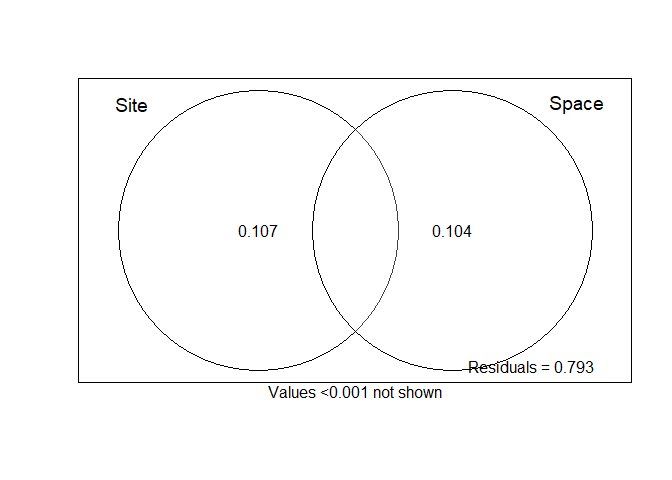 Site
Space
0.107
0.104
Residuals = 0.793
Values <0.001 not shown